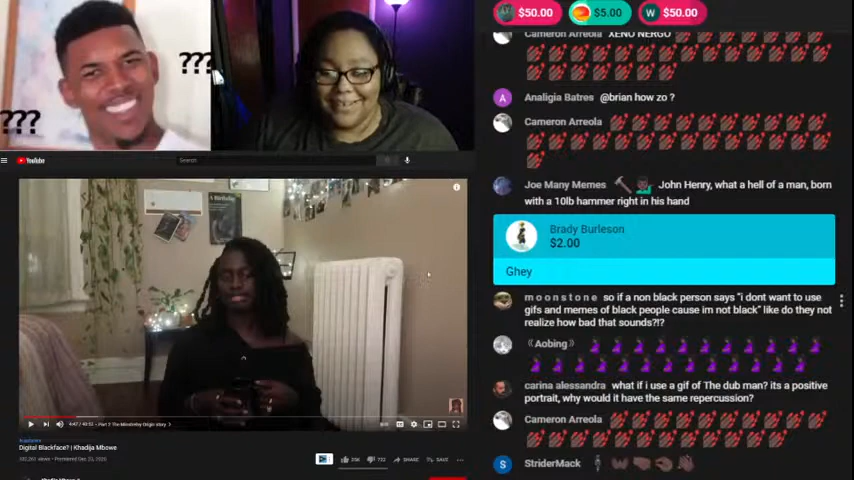 $50.00 $5.00 W $50.00
???
???
Cameron Arreola XENO NERGO
A Analigia Batres @brian how zo ?
Cameron Arreola
YouTube
Search
Joe Many Memes John Henry, what a hell of a man, born
with a 10lb hammer right in his hand
Brady Burleson
$2.00
Ghey
moonstone so if a non black person says "i dont want to use
gifs and memes of black people cause im not black" like do they not
realize how bad that sounds?!?
《Aobing》
carina alessandra what if i use a gif of The dub man? its a positive
portrait, why would it have the same repercussion?
Cameron Arreola
Digital Blackface? | Khadija Mbowe
722 SHARE SAVE
S StriderMack